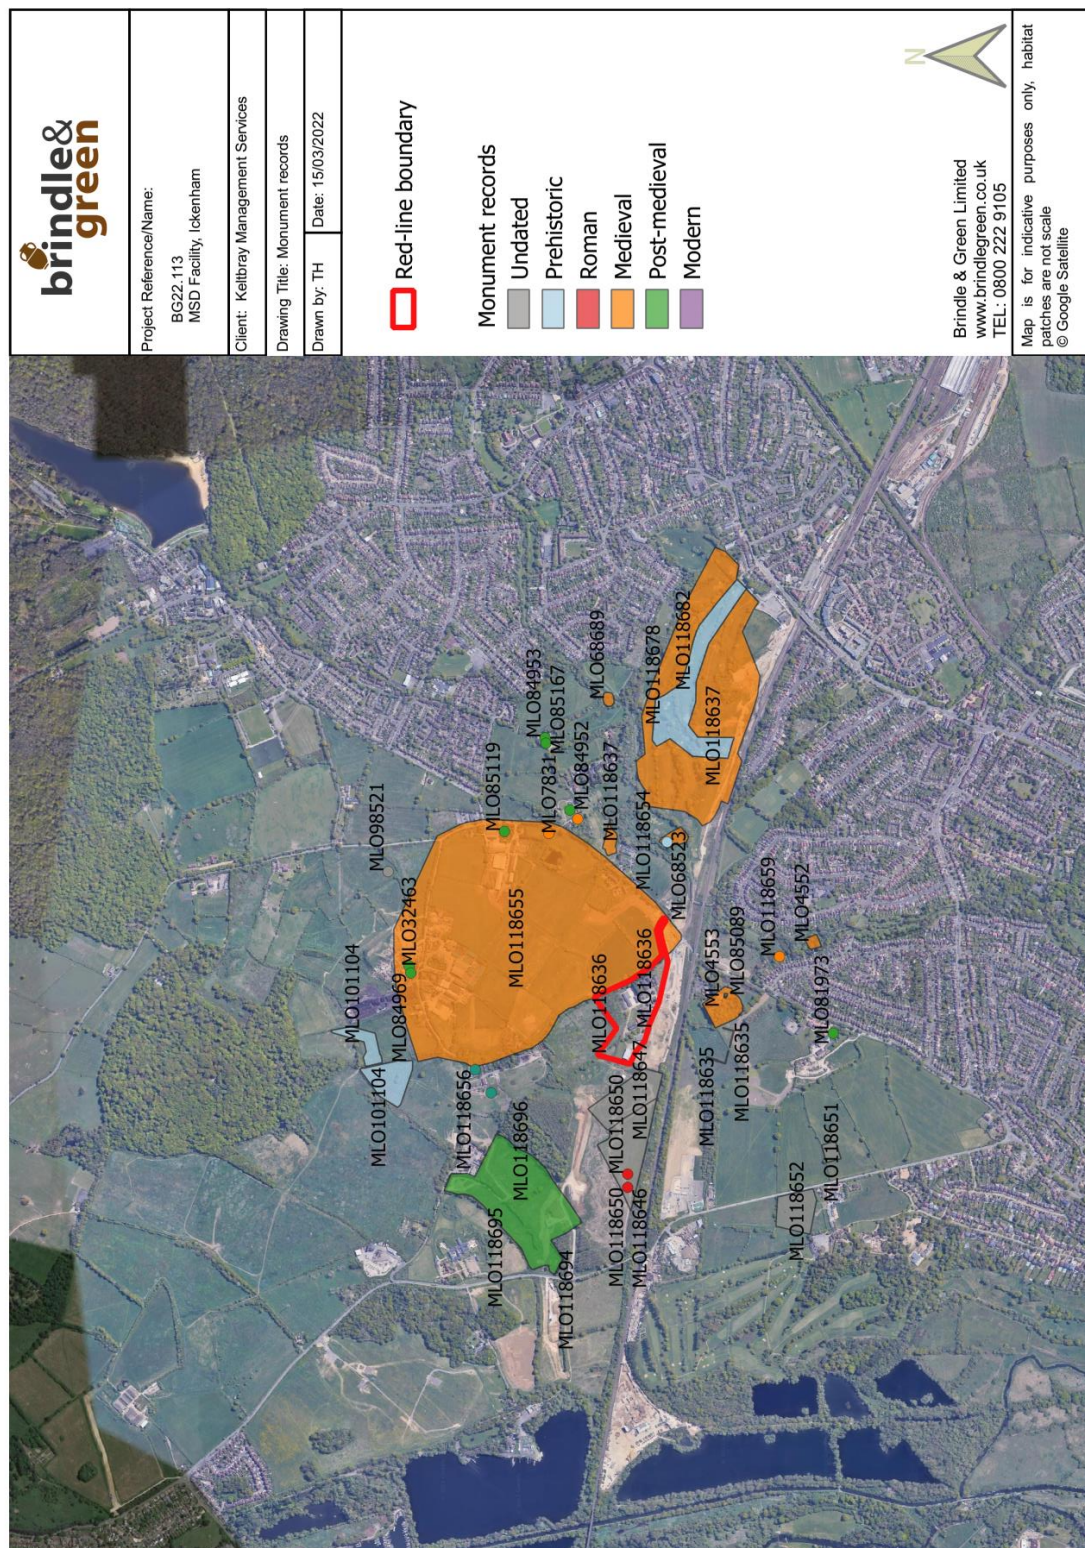 brindle&
green
Project Reference/Name:
BG22.113
MSD Facility, Ickenham
Client: Keltbray Management Services
Drawing Title: Monument records
Drawn by: TH
Date: 15/03/2022
Red-line boundary
Monument records
Undated
Prehistoric
Roman
Medieval
Post-medieval
Modern
N
Brindle & Green Limited
www.brindlegreen.co.uk
TEL: 0800 222 9105
Map is for indicative purposes only, habitat
patches are not scale
© Google Satellite
MLO98521
MLO101104
MLO101104
MLO32463
MLO84969
MLO85119
MLO84953
MLO85167
MLO7831
MLO84952
MLO118655
MLO118656
MLO118696
MLO118695
MLO118694
MLO68689
MLO118637
MLO118654
MLO118678
MLO118682
MLO118637
MLO118636
MLO118636
MLO118647
MLO118650
MLO118650
MLO118646
MLO4553
MLO85089
MLO118635
MLO118635
MLO118659
MLO4552
MLO81973
MLO118651
MLO118652